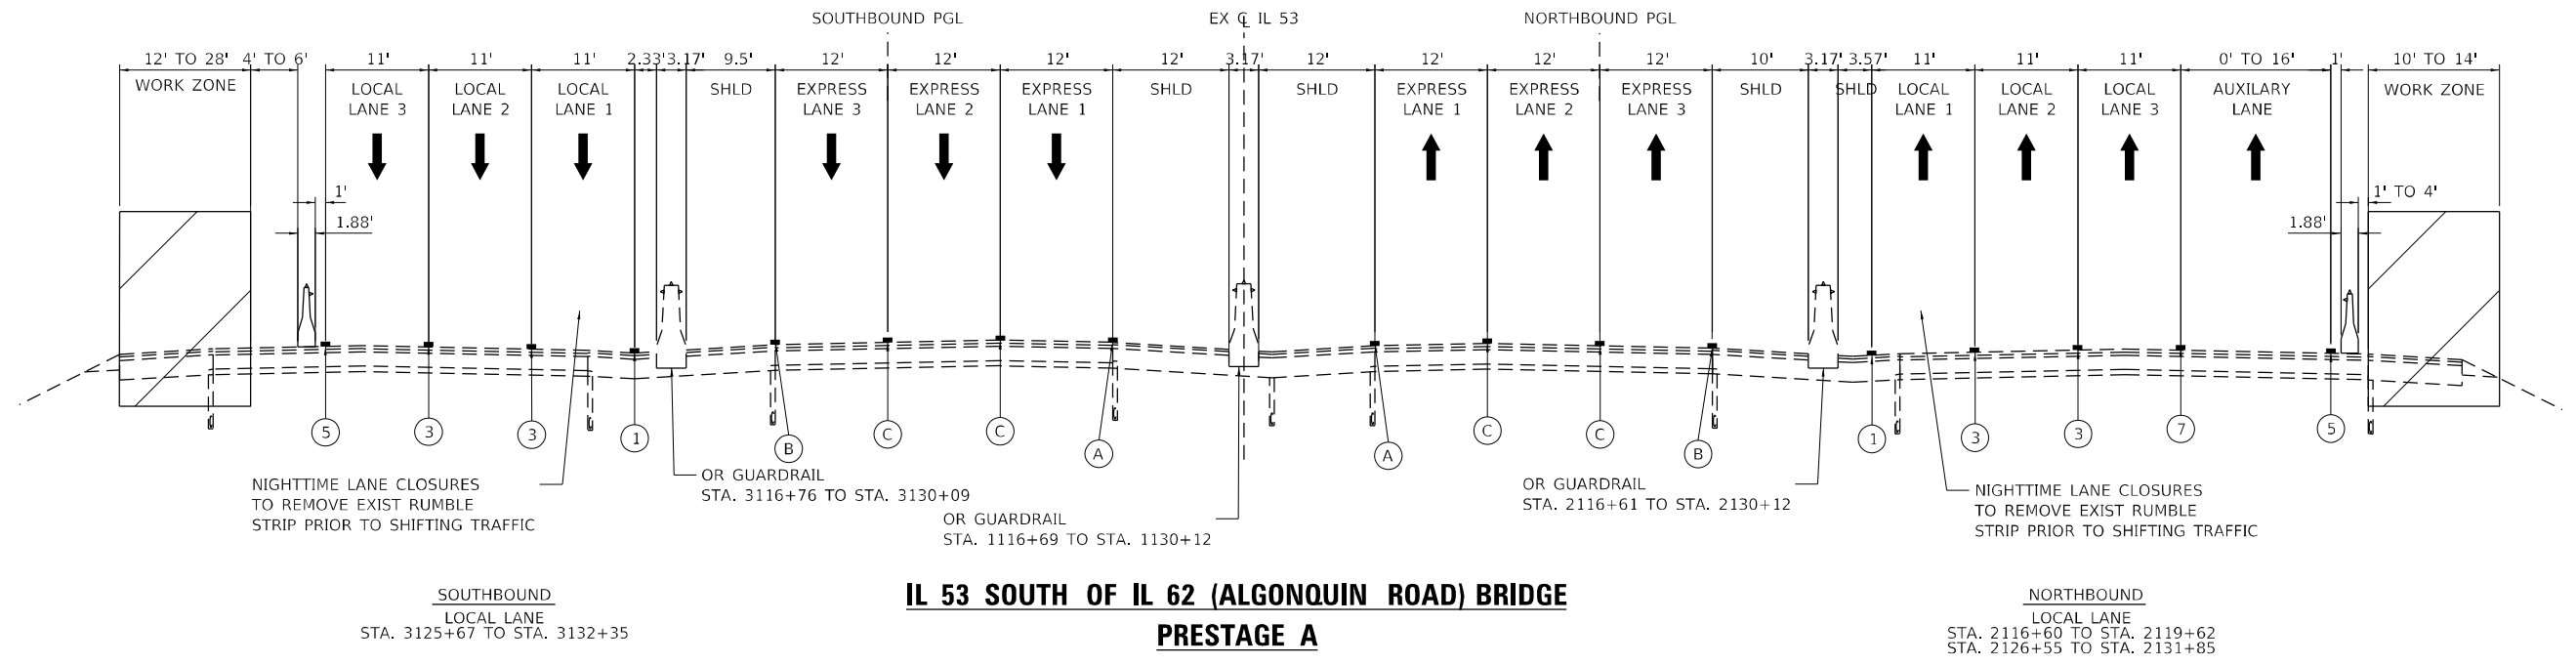 SOUTHBOUND PGL
EX ℄ IL 53
NORTHBOUND PGL
12' TO 28' 4' TO 6' 11' 11' 11' 2.33' 3.17' 9.5' 12' 12' 12' 12' 3.17' 12' 12' 12' 12' 10' 3.17' 3.57' 11' 11' 11' 0' TO 16' 1' 10' TO 14'
WORK ZONE
LOCAL
LANE 3
LOCAL
LANE 2
LOCAL
LANE 1
SHLD
EXPRESS
LANE 3
EXPRESS
LANE 2
EXPRESS
LANE 1
SHLD
SHLD
EXPRESS
LANE 1
EXPRESS
LANE 2
EXPRESS
LANE 3
SHLD
SHLD
LOCAL
LANE 1
LOCAL
LANE 2
LOCAL
LANE 3
AUXILARY
LANE
WORK ZONE
1'
1.88'
1' TO 4'
1.88'
5 3 3 1 B C C A A C C B 1 3 3 7 5
NIGHTTIME LANE CLOSURES
TO REMOVE EXIST RUMBLE
STRIP PRIOR TO SHIFTING TRAFFIC
OR GUARDRAIL
STA. 3116+76 TO STA. 3130+09
OR GUARDRAIL
STA. 1116+69 TO STA. 1130+12
OR GUARDRAIL
STA. 2116+61 TO STA. 2130+12
NIGHTTIME LANE CLOSURES
TO REMOVE EXIST RUMBLE
STRIP PRIOR TO SHIFTING TRAFFIC
SOUTHBOUND
LOCAL LANE
STA. 3125+67 TO STA. 3132+35
IL 53 SOUTH OF IL 62 (ALGONQUIN ROAD) BRIDGE
PRESTAGE A
NORTHBOUND
LOCAL LANE
STA. 2116+60 TO STA. 2119+62
STA. 2126+55 TO STA. 2131+85